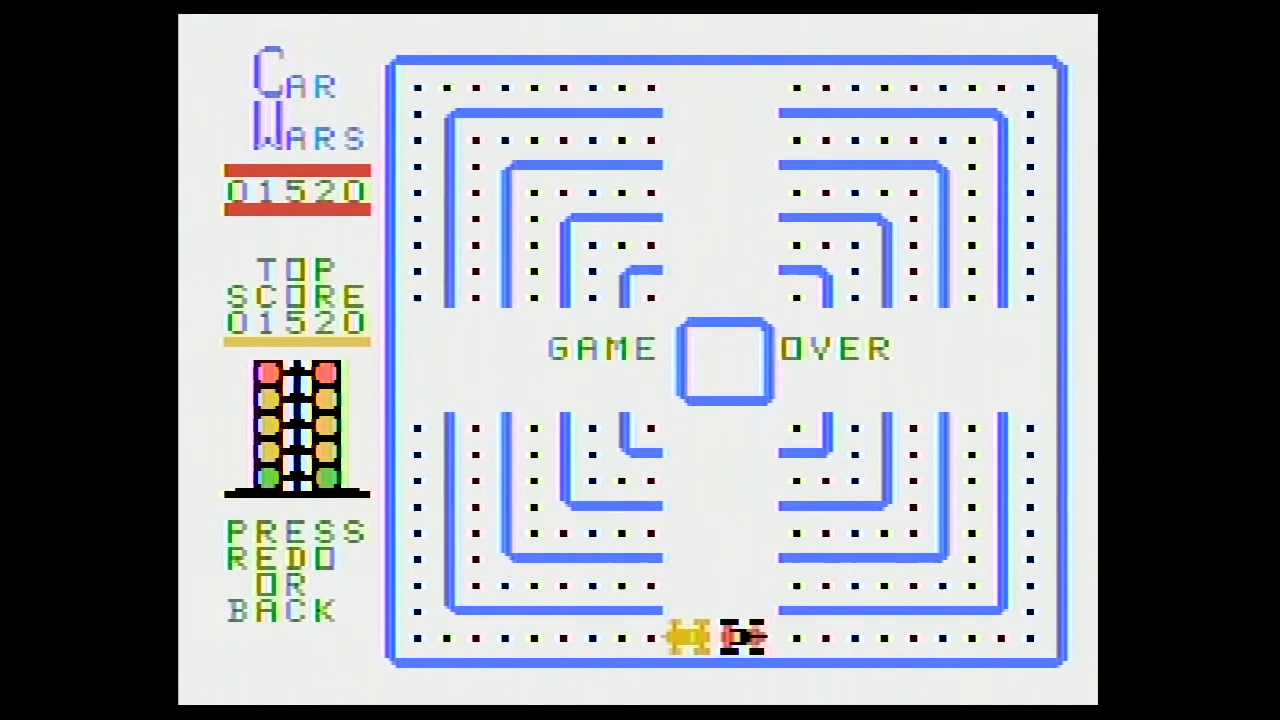 CAR
WARS
01520
TOP
SCORE
01520
GAME OVER
PRESS
REDO
OR
BACK